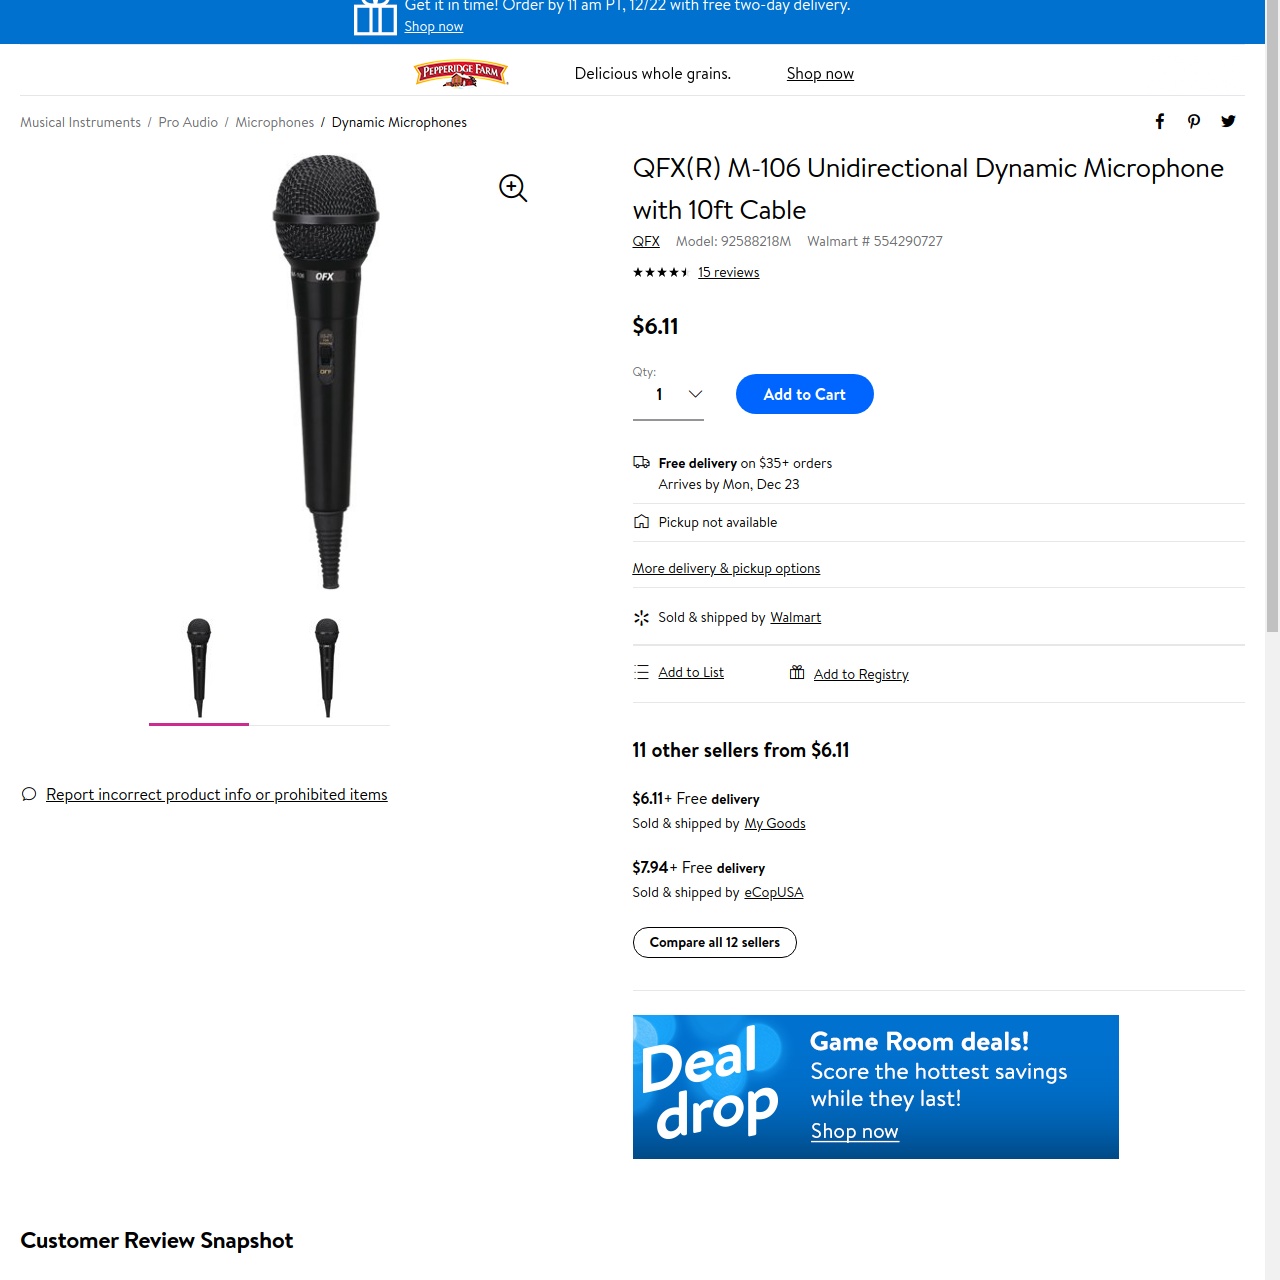 Get it in time! Order by 11 am PT, 12/22 with free two-day delivery.
Shop now
PEPPERIDGE FARM
Delicious whole grains.
Shop now
Musical Instruments / Pro Audio / Microphones / Dynamic Microphones
QFX(R) M-106 Unidirectional Dynamic Microphone
with 10ft Cable
QFX Model: 92588218M Walmart # 554290727
15 reviews
$6.11
Qty:
1
Add to Cart
Free delivery on $35+ orders
Arrives by Mon, Dec 23
Pickup not available
More delivery & pickup options
Sold & shipped by Walmart
Add to List
Add to Registry
11 other sellers from $6.11
$6.11+ Free delivery
Sold & shipped by My Goods
$7.94+ Free delivery
Sold & shipped by eCopUSA
Compare all 12 sellers
QFX
OFF
Report incorrect product info or prohibited items
Deal
drop
Game Room deals!
Score the hottest savings
while they last!
Shop now
Customer Review Snapshot